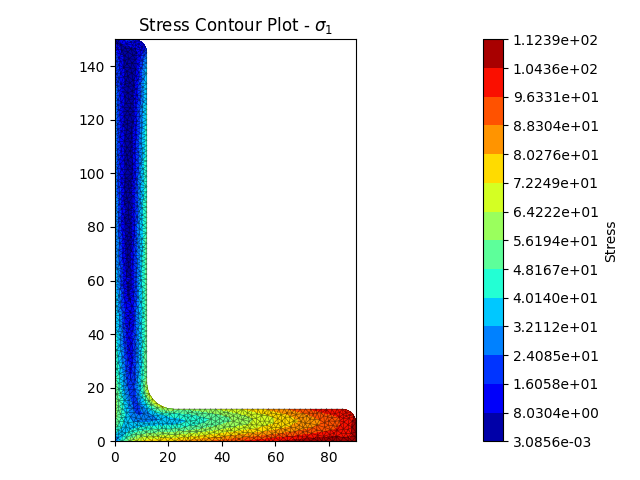 Stress Contour Plot - σ₁
140
120
100
80
60
40
20
0
0 20 40 60 80
1.1239e+02
1.0436e+02
9.6331e+01
8.8304e+01
8.0276e+01
7.2249e+01
6.4222e+01
5.6194e+01
4.8167e+01
4.0140e+01
3.2112e+01
2.4085e+01
1.6058e+01
8.0304e+00
3.0856e-03
Stress